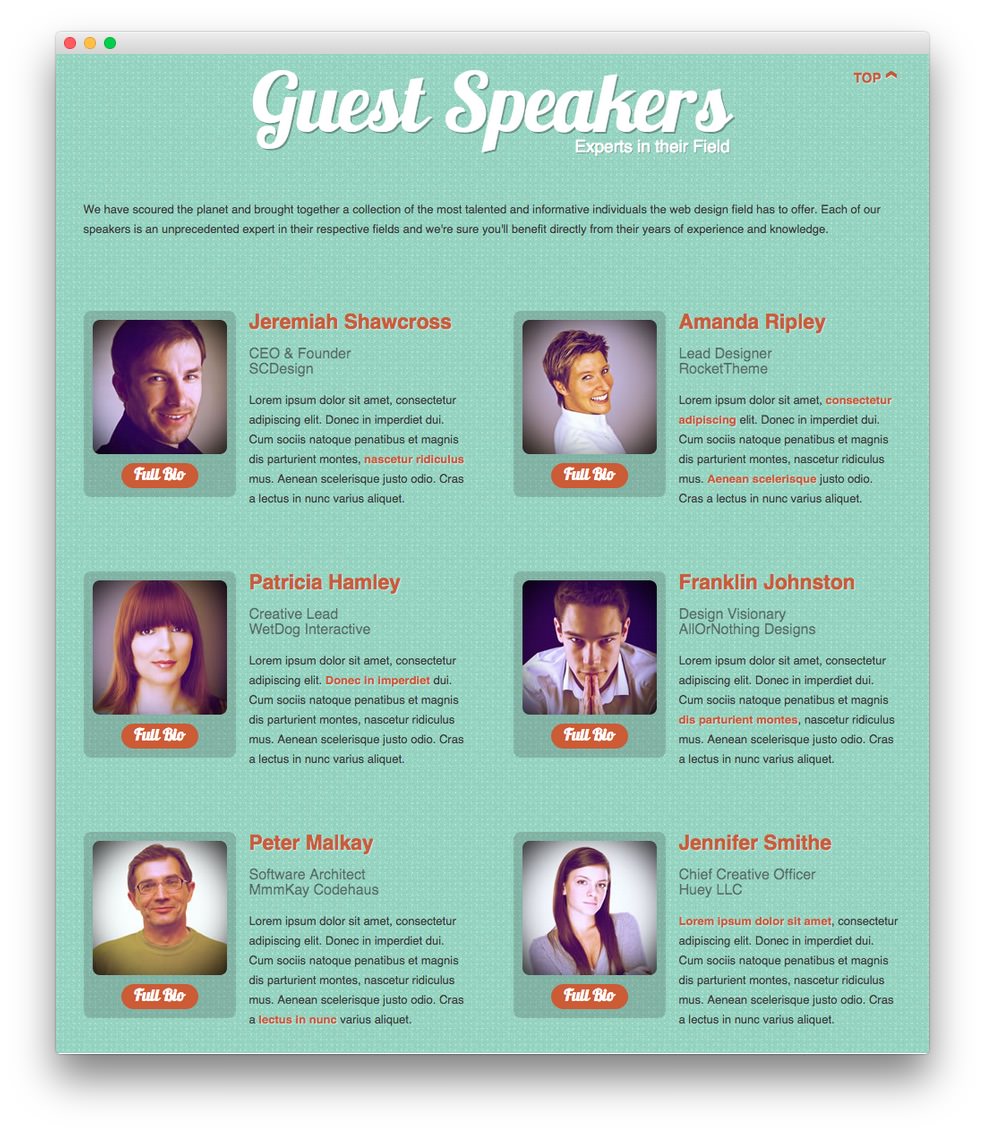 TOP
Guest Speakers
Experts in their Field
We have scoured the planet and brought together a collection of the most talented and informative individuals the web design field has to offer. Each of our
speakers is an unprecedented expert in their respective fields and we're sure you'll benefit directly from their years of experience and knowledge.
Jeremiah Shawcross
CEO & Founder
SCDesign
Lorem ipsum dolor sit amet, consectetur
adipiscing elit. Donec in imperdiet dui.
Cum sociis natoque penatibus et magnis
dis parturient montes, nascetur ridiculus
mus. Aenean scelerisque justo odio. Cras
a lectus in nunc varius aliquet.
Full Bio
Amanda Ripley
Lead Designer
RocketTheme
Lorem ipsum dolor sit amet, consectetur
adipiscing elit. Donec in imperdiet dui.
Cum sociis natoque penatibus et magnis
dis parturient montes, nascetur ridiculus
mus. Aenean scelerisque justo odio.
Cras a lectus in nunc varius aliquet.
Full Bio
Patricia Hamley
Creative Lead
WetDog Interactive
Lorem ipsum dolor sit amet, consectetur
adipiscing elit. Donec in imperdiet dui.
Cum sociis natoque penatibus et magnis
dis parturient montes, nascetur ridiculus
mus. Aenean scelerisque justo odio. Cras
a lectus in nunc varius aliquet.
Full Bio
Franklin Johnston
Design Visionary
AllOrNothing Designs
Lorem ipsum dolor sit amet, consectetur
adipiscing elit. Donec in imperdiet dui.
Cum sociis natoque penatibus et magnis
dis parturient montes, nascetur ridiculus
mus. Aenean scelerisque justo odio. Cras
a lectus in nunc varius aliquet.
Full Bio
Peter Malkay
Software Architect
MmmKay Codehaus
Lorem ipsum dolor sit amet, consectetur
adipiscing elit. Donec in imperdiet dui.
Cum sociis natoque penatibus et magnis
dis parturient montes, nascetur ridiculus
mus. Aenean scelerisque justo odio. Cras
a lectus in nunc varius aliquet.
Full Bio
Jennifer Smithe
Chief Creative Officer
Huey LLC
Lorem ipsum dolor sit amet, consectetur
adipiscing elit. Donec in imperdiet dui.
Cum sociis natoque penatibus et magnis
dis parturient montes, nascetur ridiculus
mus. Aenean scelerisque justo odio. Cras
a lectus in nunc varius aliquet.
Full Bio